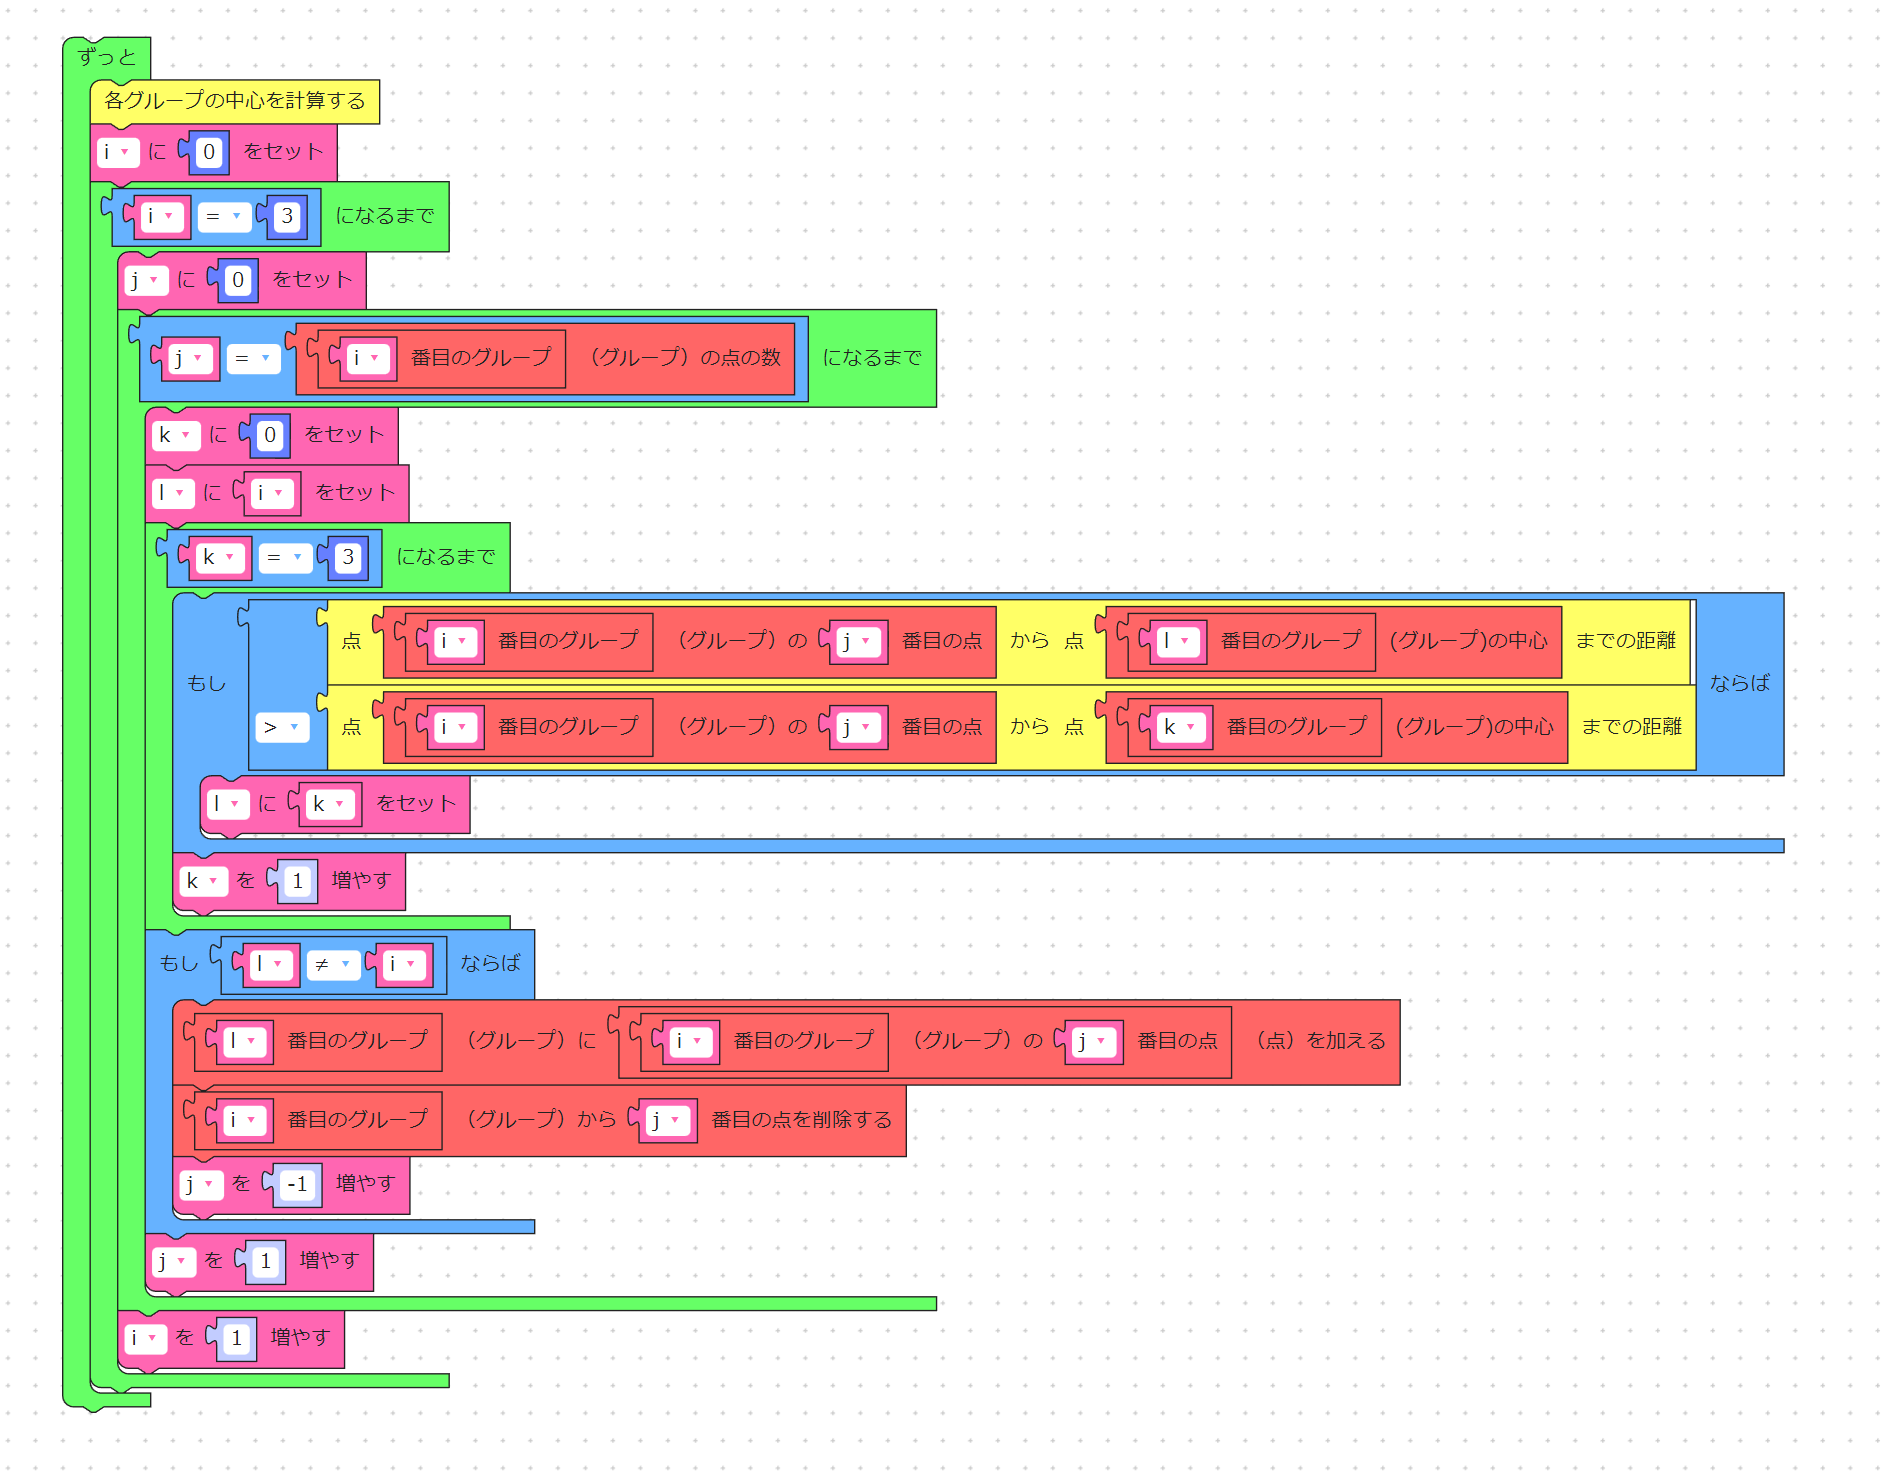 ずっと
各グループの中心を計算する
i に 0 をセット
i = 3 になるまで
j に 0 をセット
j = i 番目のグループ （グループ）の点の数 になるまで
k に 0 をセット
l に i をセット
k = 3 になるまで
点 i 番目のグループ （グループ）の j 番目の点 から 点 l 番目のグループ (グループ)の中心 までの距離
もし ならば
> 点 i 番目のグループ （グループ）の j 番目の点 から 点 k 番目のグループ (グループ)の中心 までの距離
l に k をセット
k を 1 増やす
もし l ≠ i ならば
l 番目のグループ （グループ）に i 番目のグループ （グループ）の j 番目の点 （点）を加える
i 番目のグループ （グループ）から j 番目の点を削除する
j を -1 増やす
j を 1 増やす
i を 1 増やす